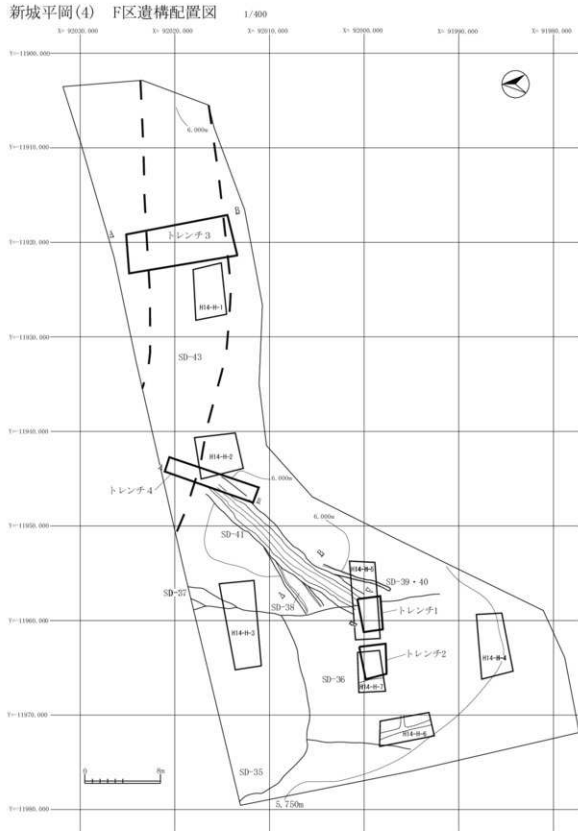 新城平岡(4) F区遺構配置図 1/400
X= 92030.000 X= 92020.000 X= 92010.000 X= 92000.000 X= 91990.000 X= 91980.000
Y=-11900.000
6.000m
Y=-11910.000
A B
トレンチ3
Y=-11920.000
H14-H-1
Y=-11930.000
SD-43
Y=-11940.000
H14-H-2
A
6.000m
トレンチ4
B
6.000m
Y=-11950.000
SD-41
B
H14-H-5
SD-39・40
SD-37
A
SD-38
トレンチ1
Y=-11960.000
H14-H-3
トレンチ2
H14-H-4
SD-36
H14-H-7
Y=-11970.000
H14-H-6
SD-35
0 8m
5.750m
Y=-11980.000